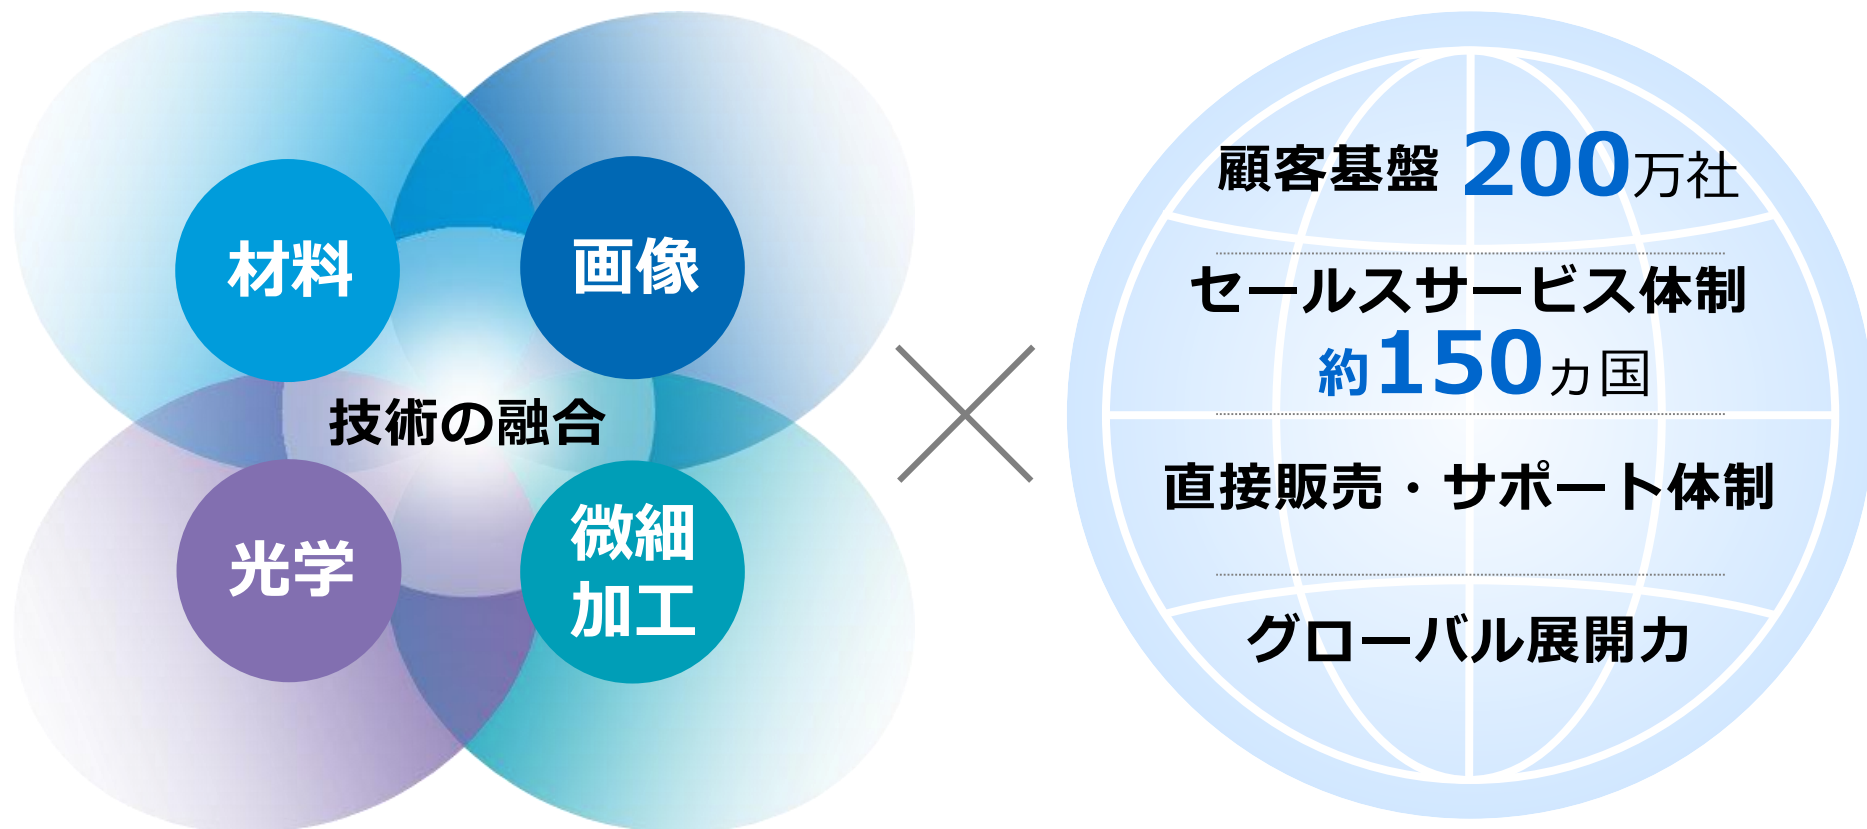 材料
画像
技術の融合
光学
微細
加工
顧客基盤 200万社
セールスサービス体制
約150カ国
直接販売・サポート体制
グローバル展開力